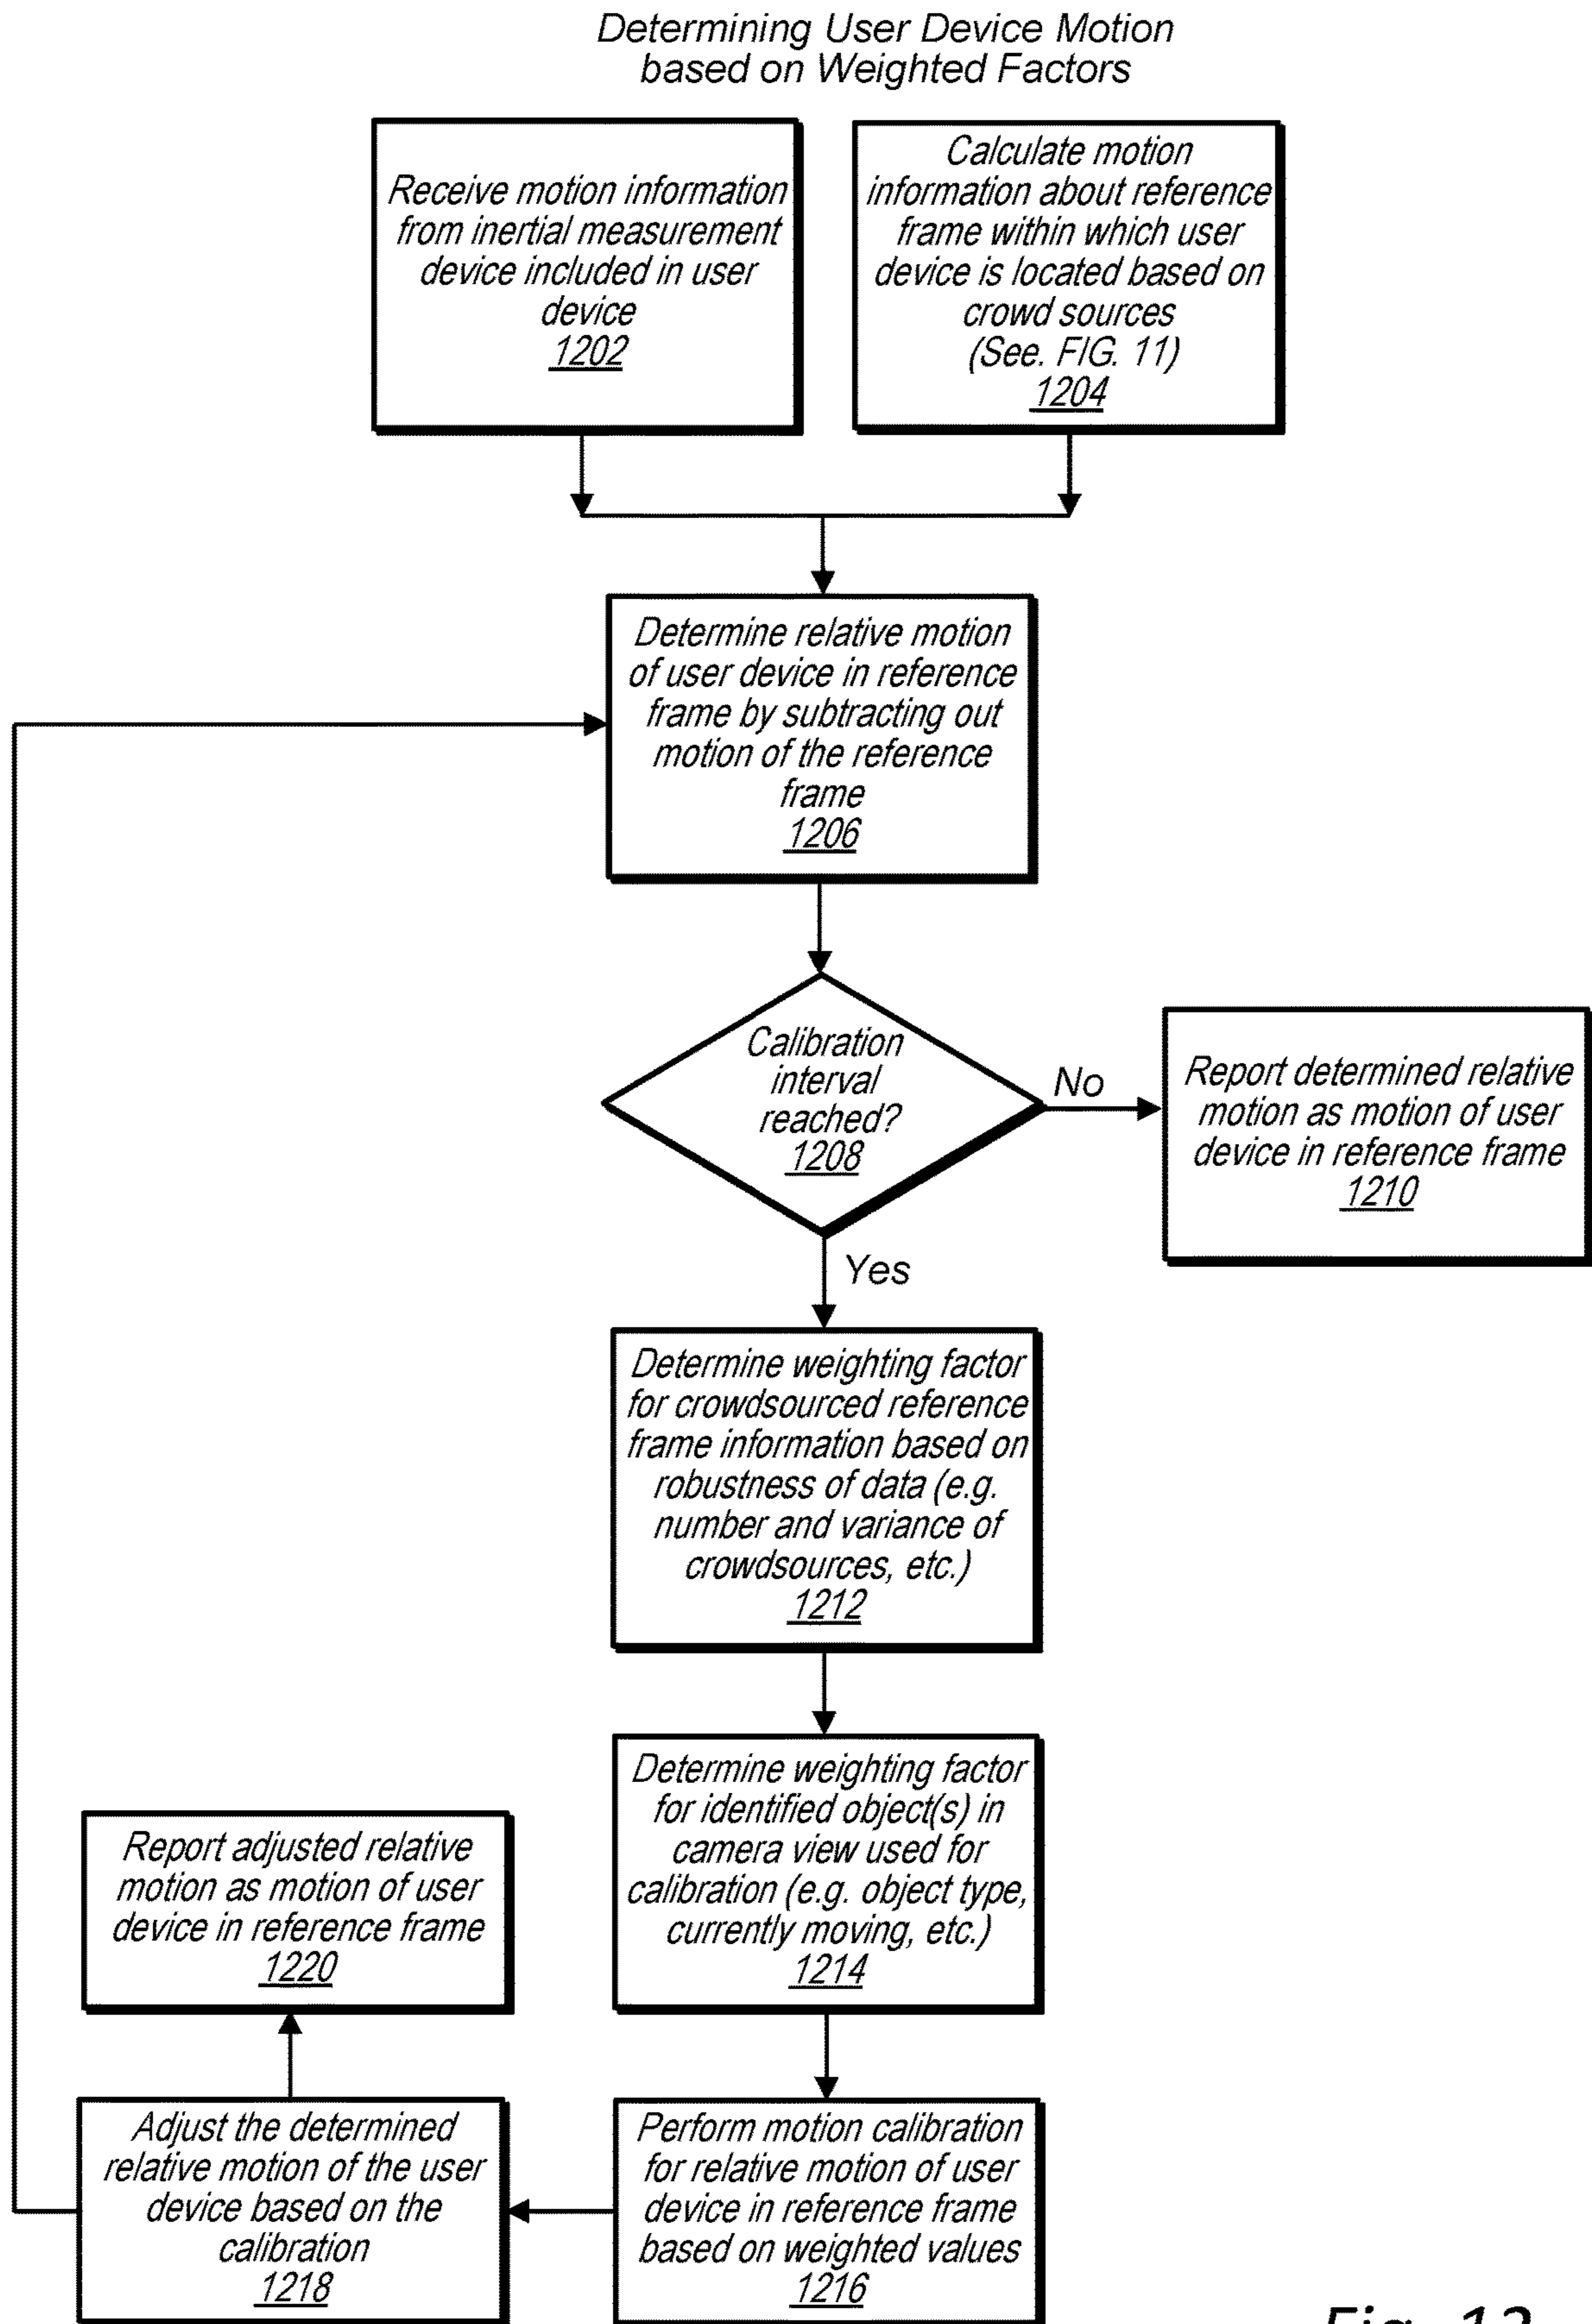 Determining User Device Motion
based on Weighted Factors
Receive motion information
from inertial measurement
device included in user
device
1202
Calculate motion
information about reference
frame within which user
device is located based on
crowd sources
(See. FIG. 11)
1204
Determine relative motion
of user device in reference
frame by subtracting out
motion of the reference
frame
1206
Calibration
interval
reached?
1208
No
Report determined relative
motion as motion of user
device in reference frame
1210
Yes
Determine weighting factor
for crowdsourced reference
frame information based on
robustness of data (e.g.
number and variance of
crowdsources, etc.)
1212
Determine weighting factor
for identified object(s) in
camera view used for
calibration (e.g. object type,
currently moving, etc.)
1214
Report adjusted relative
motion as motion of user
device in reference frame
1220
Adjust the determined
relative motion of the user
device based on the
calibration
1218
Perform motion calibration
for relative motion of user
device in reference frame
based on weighted values
1216
Fig. 12